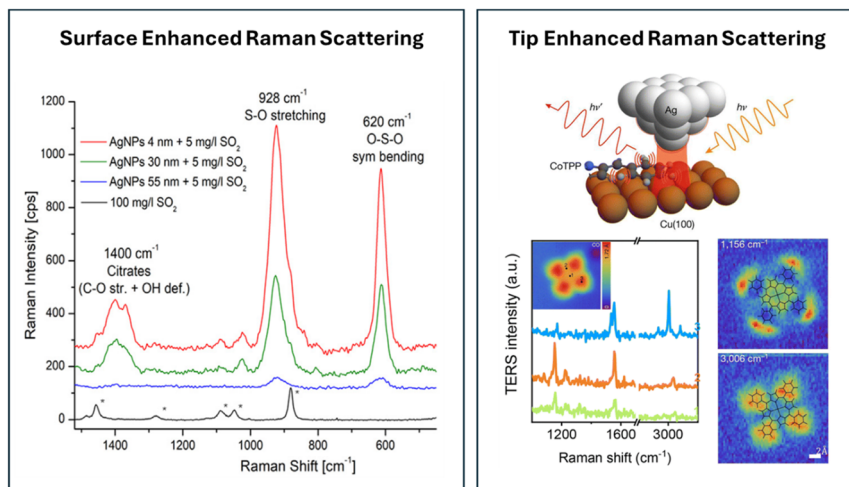 Surface Enhanced Raman Scattering
1200
1000
800
600
400
200
0
Raman Intensity [cps]
AgNPs 4 nm + 5 mg/l SO₂
AgNPs 30 nm + 5 mg/l SO₂
AgNPs 55 nm + 5 mg/l SO₂
100 mg/l SO₂
928 cm⁻¹
S-O stretching
620 cm⁻¹
O-S-O
sym bending
1400 cm⁻¹
Citrates
(C-O str. + OH def.)
* * * * *
1400 1200 1000 800 600
Raman Shift [cm⁻¹]
Tip Enhanced Raman Scattering
hν'
Ag
hν
CoTPP
Cu(100)
TERS intensity (a.u.)
3
2
1
1200 1600 3000
Raman shift (cm⁻¹)
1,156 cm⁻¹
3,006 cm⁻¹
2Å